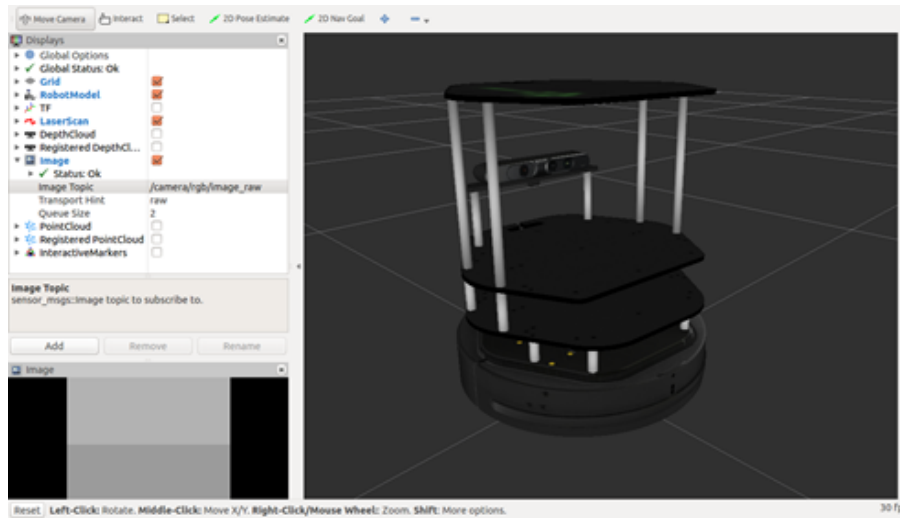 Move Camera Interact Select 2D Pose Estimate 2D Nav Goal
Displays
Global Options
Global Status: Ok
Grid
RobotModel
TF
LaserScan
DepthCloud
Registered DepthCl...
Image
Status: Ok
Image Topic /camera/rgb/image_raw
Transport Hint raw
Queue Size 2
PointCloud
Registered PointCloud
InteractiveMarkers
Image Topic
sensor_msgs::Image topic to subscribe to.
Add Remove Rename
Image
Reset Left-Click: Rotate. Middle-Click: Move X/Y. Right-Click/Mouse Wheel: Zoom. Shift: More options. 30 f